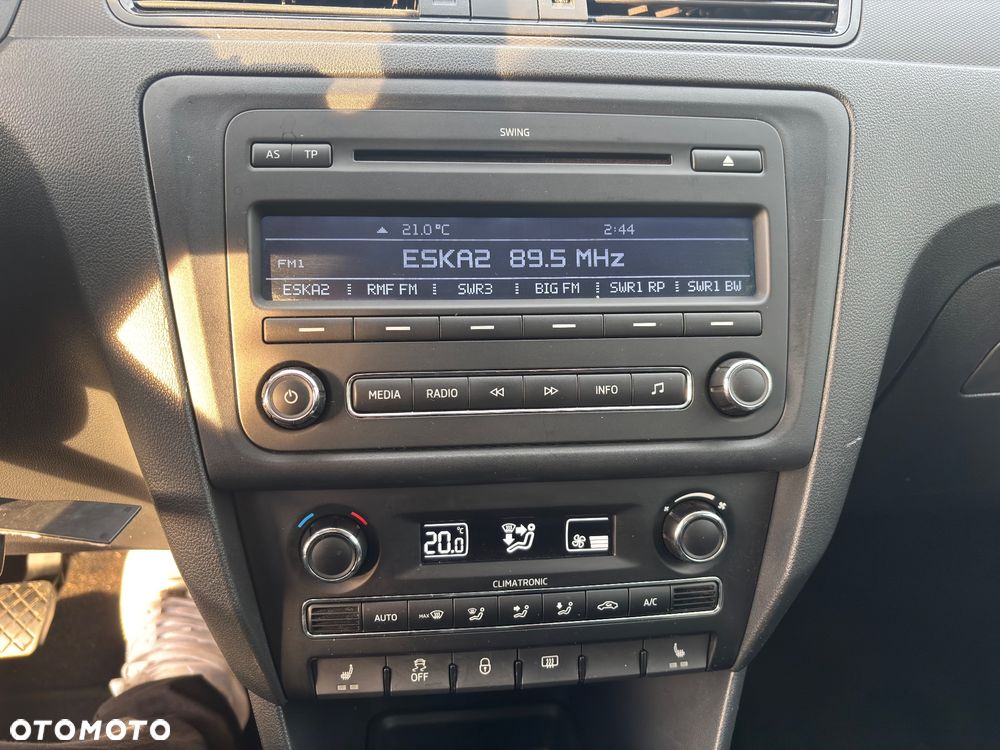 SWING
AS TP
21.0 °C 2:44
FM1 ESKA2 89.5 MHz
ESKA2 RMF FM SWR3 BIG FM SWR1 RP SWR1 BW
MEDIA RADIO INFO
20.0 °C
CLIMATRONIC
AUTO MAX A/C
OFF
OTOMOTO